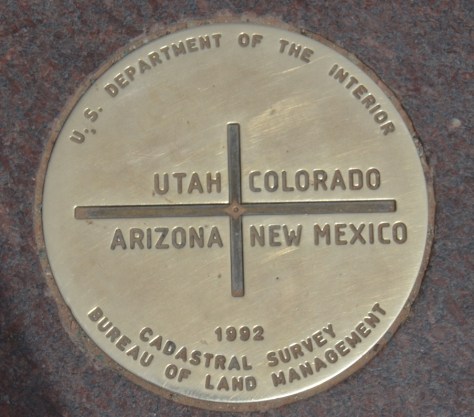 U.S. DEPARTMENT OF THE INTERIOR
UTAH COLORADO
ARIZONA NEW MEXICO
1992
CADASTRAL SURVEY
BUREAU OF LAND MANAGEMENT